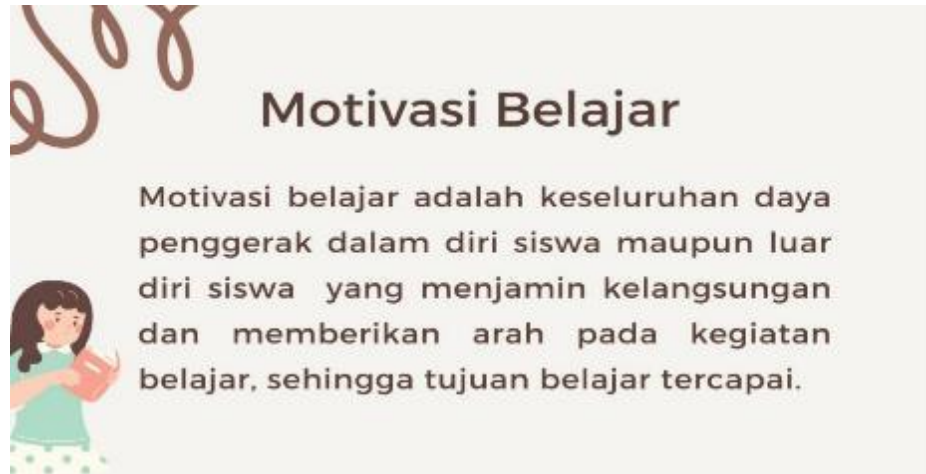 Motivasi Belajar
Motivasi belajar adalah keseluruhan daya
penggerak dalam diri siswa maupun luar
diri siswa yang menjamin kelangsungan
dan memberikan arah pada kegiatan
belajar, sehingga tujuan belajar tercapai.